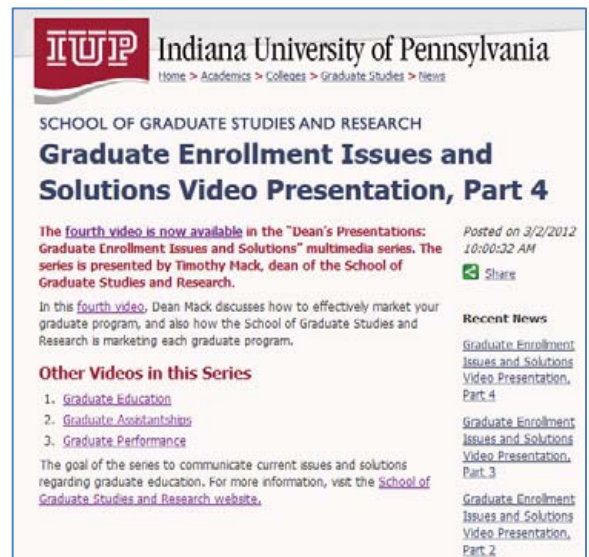 IUP Indiana University of Pennsylvania
Home > Academics > Colleges > Graduate Studies > News
SCHOOL OF GRADUATE STUDIES AND RESEARCH
Graduate Enrollment Issues and
Solutions Video Presentation, Part 4
The fourth video is now available in the "Dean's Presentations:
Graduate Enrollment Issues and Solutions" multimedia series. The
series is presented by Timothy Mack, dean of the School of
Graduate Studies and Research.
In this fourth video, Dean Mack discusses how to effectively market your
graduate program, and also how the School of Graduate Studies and
Research is marketing each graduate program.
Other Videos in this Series
1. Graduate Education
2. Graduate Assistantships
3. Graduate Performance
The goal of the series to communicate current issues and solutions
regarding graduate education. For more information, visit the School of
Graduate Studies and Research website.
Posted on 3/2/2012
10:00:32 AM
Share
Recent News
Graduate Enrollment
Issues and Solutions
Video Presentation,
Part 4
Graduate Enrollment
Issues and Solutions
Video Presentation,
Part 3
Graduate Enrollment
Issues and Solutions
Video Presentation,
Part 2